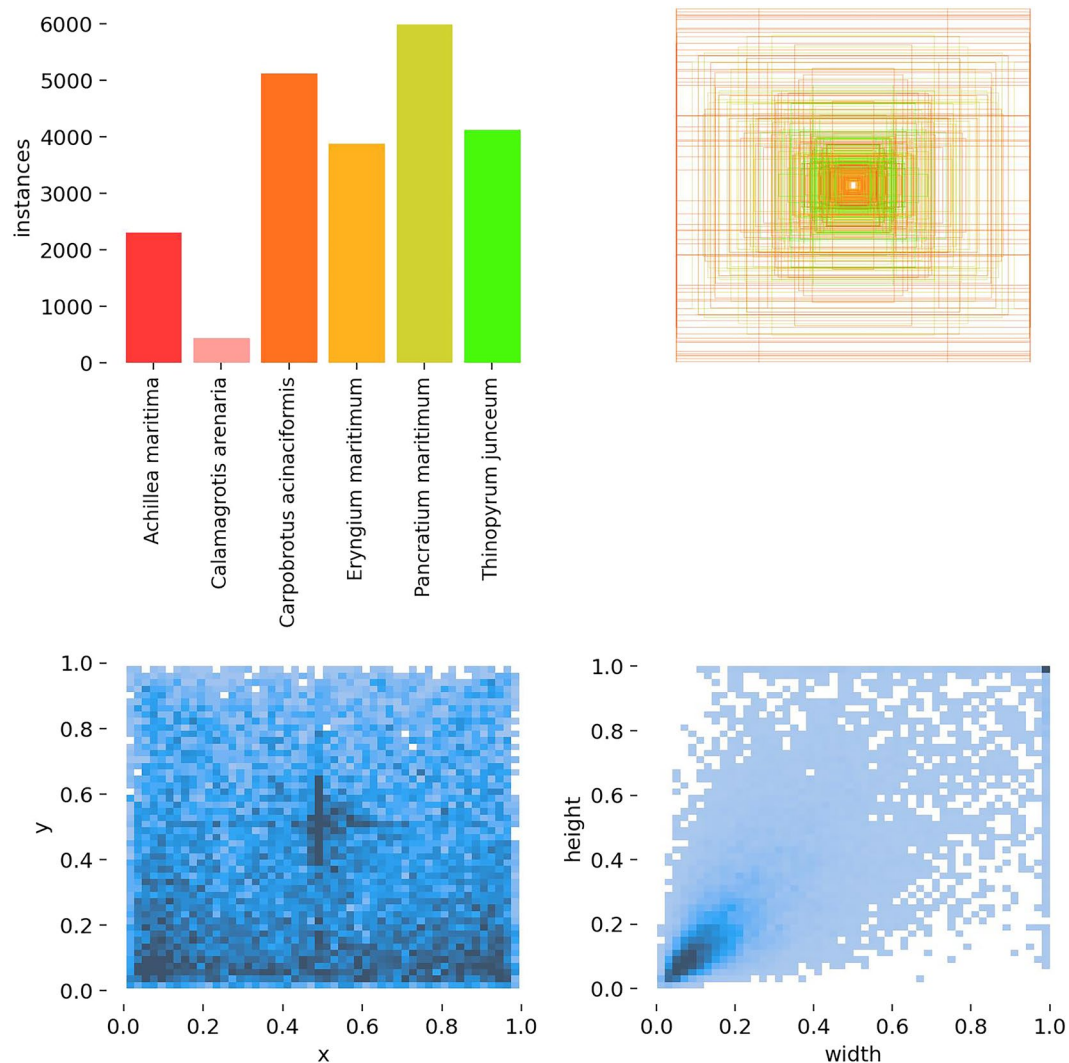 6000
5000
4000
3000
2000
1000
0
instances
Achillea maritima
Calamagrotis arenaria
Carpobrotus acinaciformis
Eryngium maritimum
Pancratium maritimum
Thinopyrum junceum
1.0
0.8
0.6
0.4
0.2
0.0
y
0.0 0.2 0.4 0.6 0.8 1.0
x
1.0
0.8
0.6
0.4
0.2
0.0
height
0.0 0.2 0.4 0.6 0.8 1.0
width